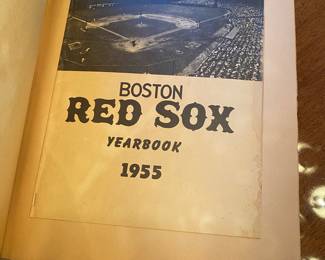 BOSTON
RED SOX
YEARBOOK
1955